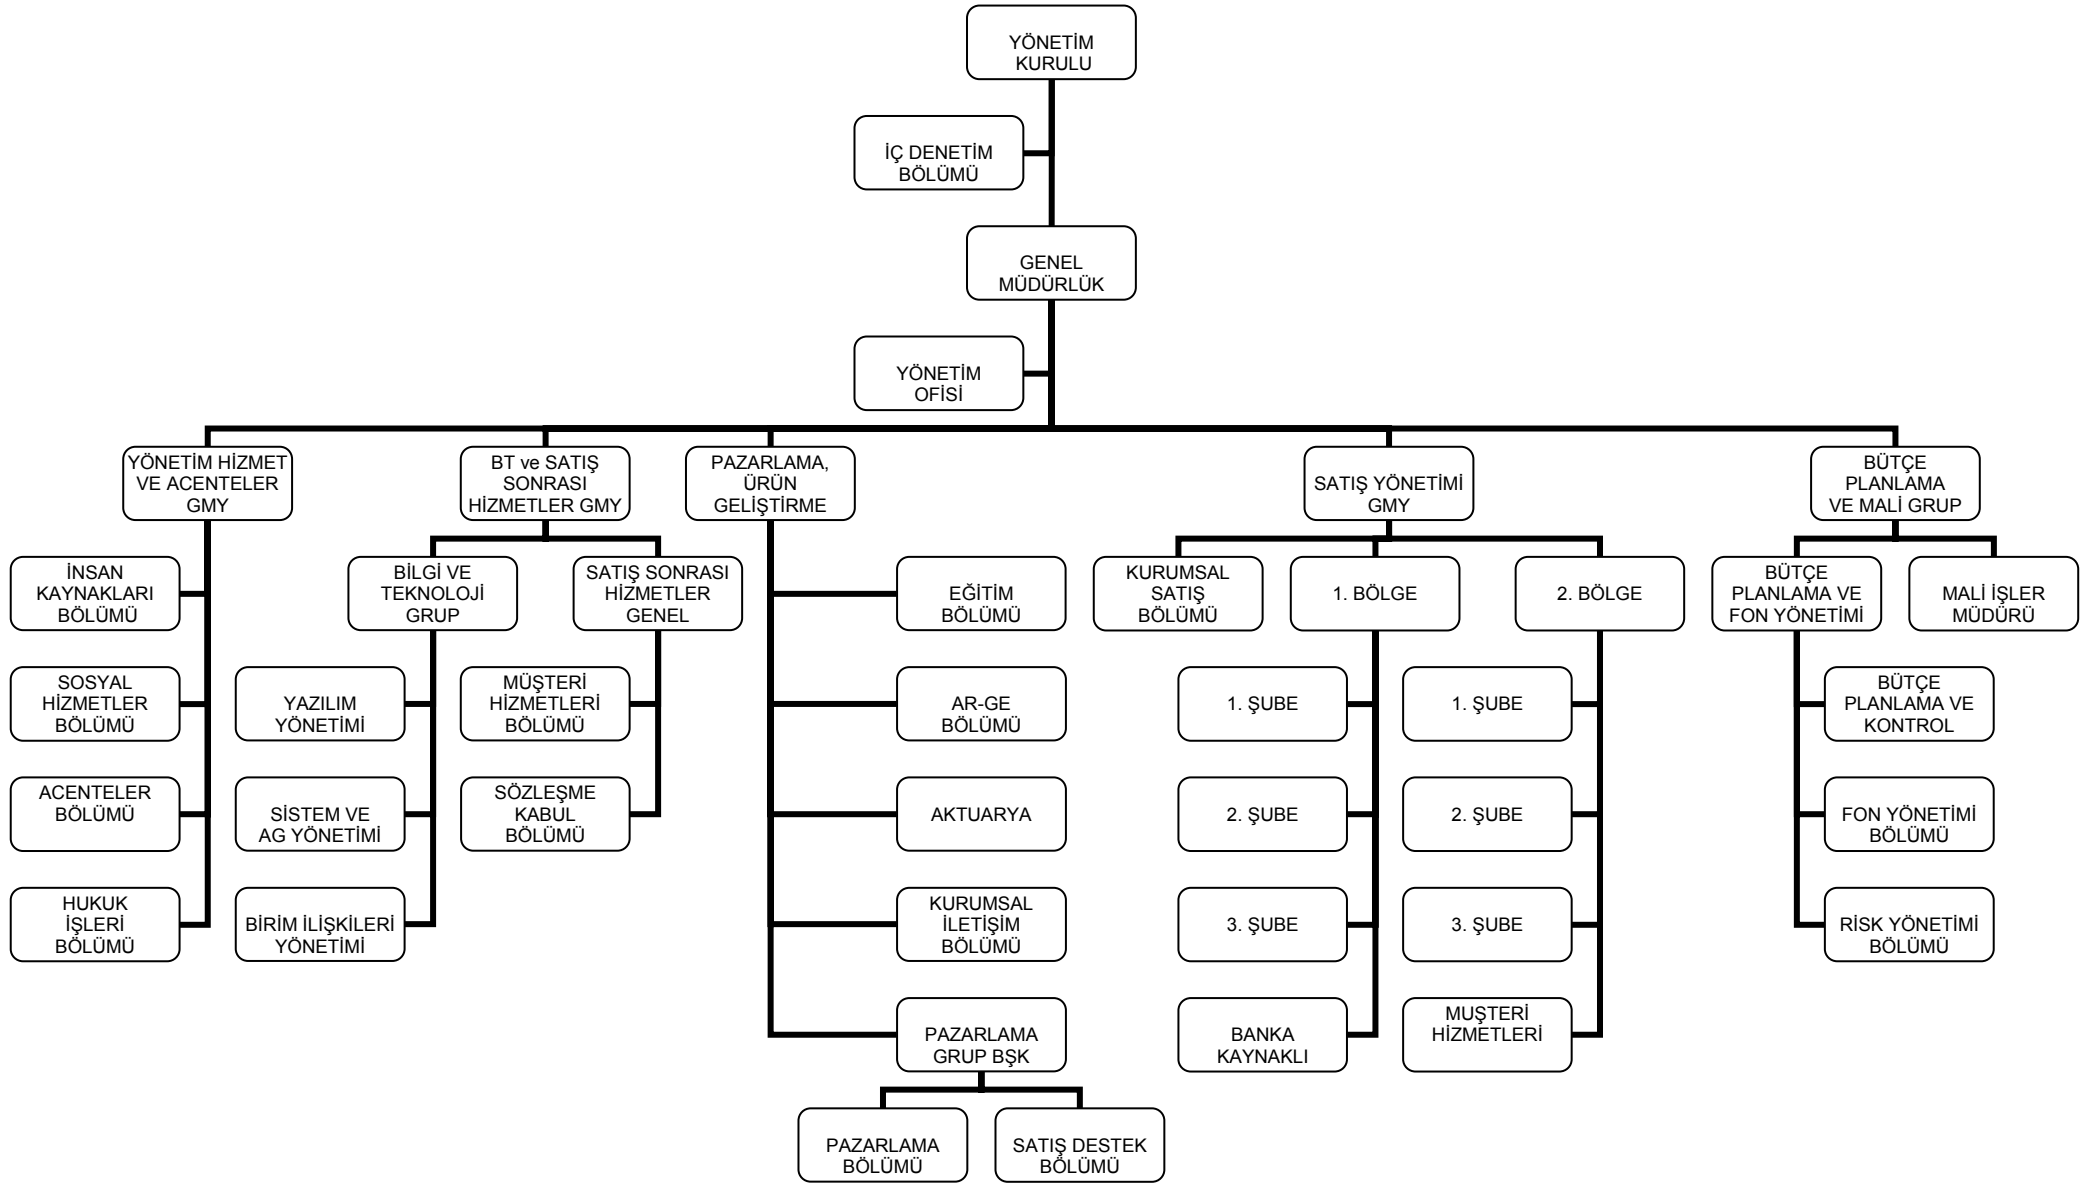 YÖNETİM
KURULU
İÇ DENETİM
BÖLÜMÜ
GENEL
MÜDÜRLÜK
YÖNETİM
OFİSİ
YÖNETİM HİZMET
VE ACENTELER
GMY
BT ve SATIŞ
SONRASI
HİZMETLER GMY
PAZARLAMA,
ÜRÜN
GELİŞTİRME
SATIŞ YÖNETİMİ
GMY
BÜTÇE
PLANLAMA
VE MALİ GRUP
İNSAN
KAYNAKLARI
BÖLÜMÜ
BİLGİ VE
TEKNOLOJİ
GRUP
SATIŞ SONRASI
HİZMETLER
GENEL
EĞİTİM
BÖLÜMÜ
KURUMSAL
SATIŞ
BÖLÜMÜ
1. BÖLGE
2. BÖLGE
BÜTÇE
PLANLAMA VE
FON YÖNETİMİ
MALİ İŞLER
MÜDÜRÜ
SOSYAL
HİZMETLER
BÖLÜMÜ
YAZILIM
YÖNETİMİ
MÜŞTERİ
HİZMETLERİ
BÖLÜMÜ
AR-GE
BÖLÜMÜ
1. ŞUBE
1. ŞUBE
BÜTÇE
PLANLAMA VE
KONTROL
ACENTELER
BÖLÜMÜ
SİSTEM VE
AG YÖNETİMİ
SÖZLEŞME
KABUL
BÖLÜMÜ
AKTUARYA
2. ŞUBE
2. ŞUBE
FON YÖNETİMİ
BÖLÜMÜ
HUKUK
İŞLERİ
BÖLÜMÜ
BİRİM İLİŞKİLERİ
YÖNETİMİ
KURUMSAL
İLETİŞİM
BÖLÜMÜ
3. ŞUBE
3. ŞUBE
RİSK YÖNETİMİ
BÖLÜMÜ
PAZARLAMA
GRUP BŞK
BANKA
KAYNAKLI
MUŞTERİ
HİZMETLERİ
PAZARLAMA
BÖLÜMÜ
SATIŞ DESTEK
BÖLÜMÜ